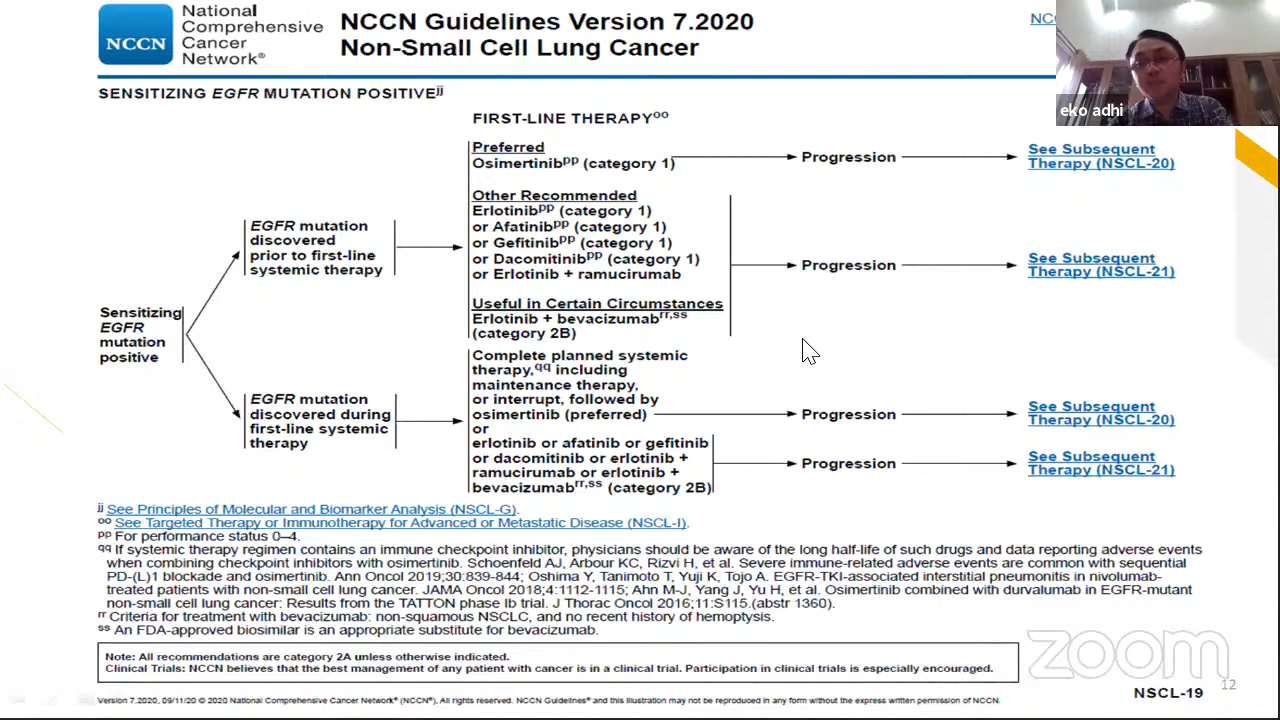 National
Comprehensive
NCCN Cancer
Network®
NCCN Guidelines Version 7.2020
Non-Small Cell Lung Cancer
NCC
eko adhi
SENSITIZING EGFR MUTATION POSITIVEjj
FIRST-LINE THERAPYoo
Sensitizing
EGFR
mutation
positive
EGFR mutation
discovered
prior to first-line
systemic therapy
Preferred
Osimertinibpp (category 1)
Progression
See Subsequent
Therapy (NSCL-20)
Other Recommended
Erlotinibpp (category 1)
or Afatinibpp (category 1)
or Gefitinibpp (category 1)
or Dacomitinibpp (category 1)
or Erlotinib + ramucirumab
Useful in Certain Circumstances
Erlotinib + bevacizumabrr,ss
(category 2B)
Progression
See Subsequent
Therapy (NSCL-21)
EGFR mutation
discovered during
first-line systemic
therapy
Complete planned systemic
therapy,qq including
maintenance therapy,
or interrupt, followed by
osimertinib (preferred)
or
erlotinib or afatinib or gefitinib
or dacomitinib or erlotinib +
ramucirumab or erlotinib +
bevacizumabrr,ss (category 2B)
Progression
See Subsequent
Therapy (NSCL-20)
Progression
See Subsequent
Therapy (NSCL-21)
jj See Principles of Molecular and Biomarker Analysis (NSCL-G).
oo See Targeted Therapy or Immunotherapy for Advanced or Metastatic Disease (NSCL-I).
pp For performance status 0–4.
qq If systemic therapy regimen contains an immune checkpoint inhibitor, physicians should be aware of the long half-life of such drugs and data reporting adverse events
when combining checkpoint inhibitors with osimertinib. Schoenfeld AJ, Arbour KC, Rizvi H, et al. Severe immune-related adverse events are common with sequential
PD-(L)1 blockade and osimertinib. Ann Oncol 2019;30:839-844; Oshima Y, Tanimoto T, Yuji K, Tojo A. EGFR-TKI-associated interstitial pneumonitis in nivolumab-
treated patients with non-small cell lung cancer. JAMA Oncol 2018;4:1112-1115; Ahn M-J, Yang J, Yu H, et al. Osimertinib combined with durvalumab in EGFR-mutant
non-small cell lung cancer: Results from the TATTON phase Ib trial. J Thorac Oncol 2016;11:S115.(abstr 1360).
rr Criteria for treatment with bevacizumab: non-squamous NSCLC, and no recent history of hemoptysis.
ss An FDA-approved biosimilar is an appropriate substitute for bevacizumab.
Note: All recommendations are category 2A unless otherwise indicated.
Clinical Trials: NCCN believes that the best management of any patient with cancer is in a clinical trial. Participation in clinical trials is especially encouraged.
zoom
12
NSCL-19
Version 7.2020, 09/11/20 © 2020 National Comprehensive Cancer Network® (NCCN®), All rights reserved. NCCN Guidelines® and this illustration may not be reproduced in any form without the express written permission of NCCN.